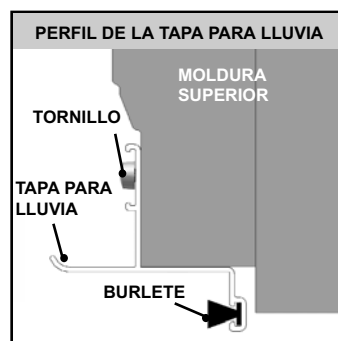 PERFIL DE LA TAPA PARA LLUVIA
MOLDURA
SUPERIOR
TORNILLO
TAPA PARA
LLUVIA
BURLETE